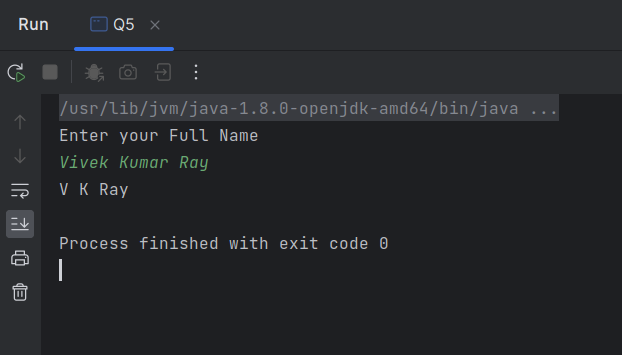 Run Q5
/usr/lib/jvm/java-1.8.0-openjdk-amd64/bin/java ...
Enter your Full Name
Vivek Kumar Ray
V K Ray
Process finished with exit code 0